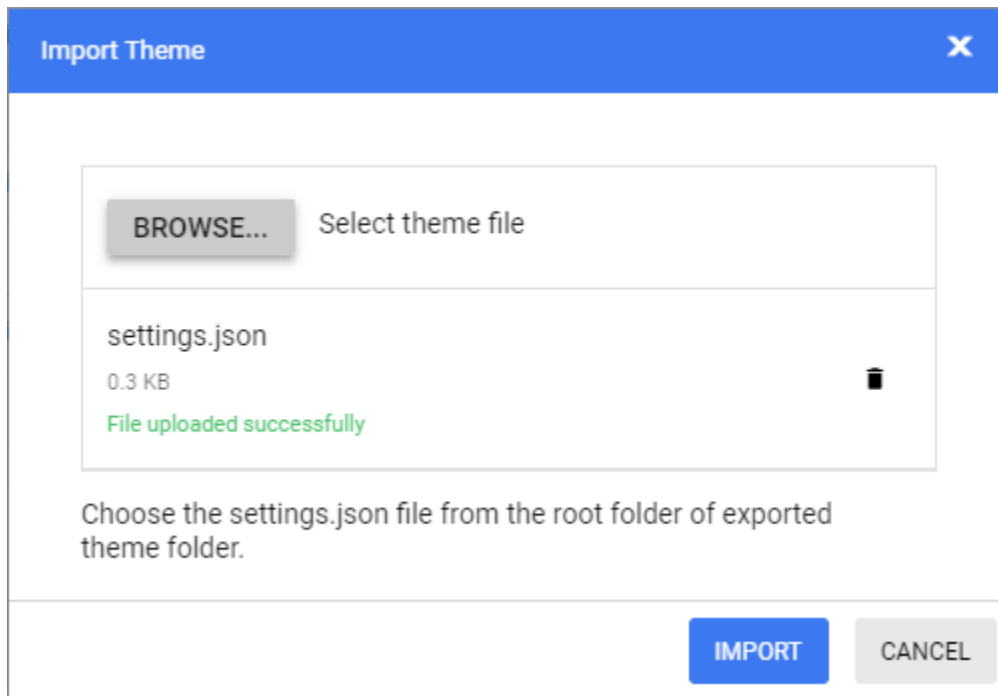 Import Theme
BROWSE... Select theme file
settings.json
0.3 KB
File uploaded successfully
Choose the settings.json file from the root folder of exported
theme folder.
IMPORT CANCEL